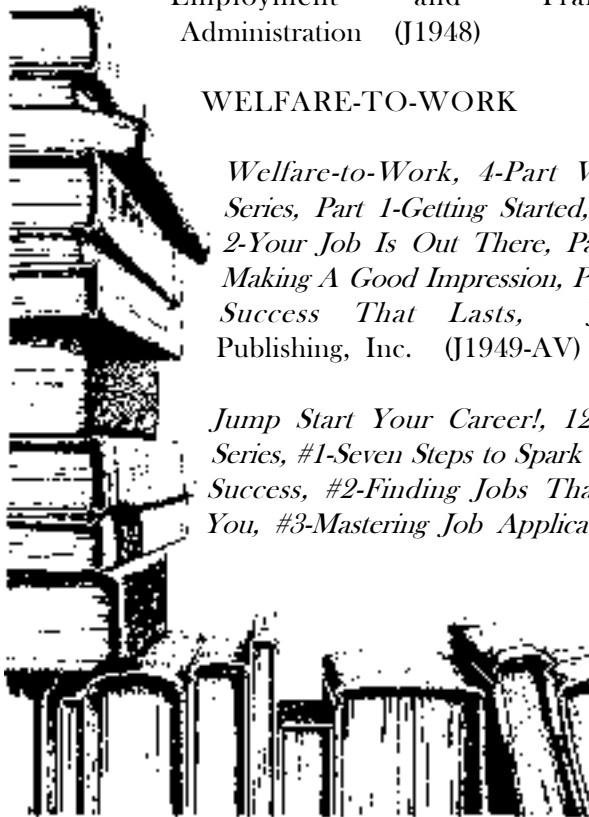 Employment and
Administration (J1948)
WELFARE-TO-WORK
Welfare-to-Work, 4-Part
Series, Part 1-Getting Started,
2-Your Job Is Out There,
Making A Good Impression,
Success That Lasts,
Publishing, Inc. (J1949-AV)
Jump Start Your Career!, 12
Series, #1-Seven Steps to Spark
Success, #2-Finding Jobs
You, #3-Mastering Job